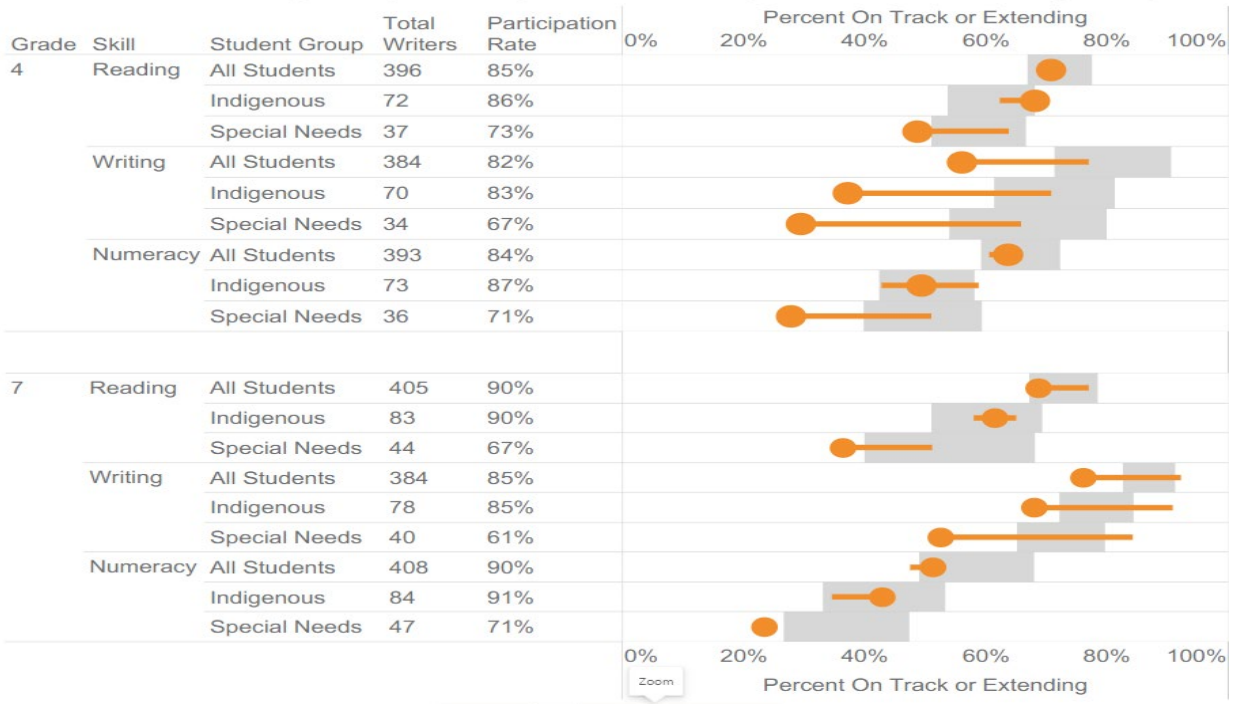 Percent On Track or Extending
Grade Skill Student Group Total Writers Participation Rate 0% 20% 40% 60% 80% 100%
4 Reading All Students 396 85%
Indigenous 72 86%
Special Needs 37 73%
Writing All Students 384 82%
Indigenous 70 83%
Special Needs 34 67%
Numeracy All Students 393 84%
Indigenous 73 87%
Special Needs 36 71%
7 Reading All Students 405 90%
Indigenous 83 90%
Special Needs 44 67%
Writing All Students 384 85%
Indigenous 78 85%
Special Needs 40 61%
Numeracy All Students 408 90%
Indigenous 84 91%
Special Needs 47 71%
0% 20% 40% 60% 80% 100%
Zoom
Percent On Track or Extending